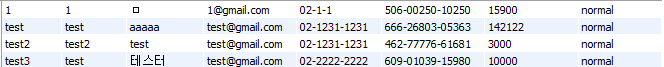 1 1 ㅁ 1@gmail.com 02-1-1 506-00250-10250 15900 normal
test test aaaaa test@gmail.com 02-1231-1231 666-26803-05363 142122 normal
test2 test2 test test@gmail.com 02-1231-1231 462-77776-61681 3000 normal
test3 test 테스터 test@gmail.com 02-2222-2222 609-01039-15980 10000 normal